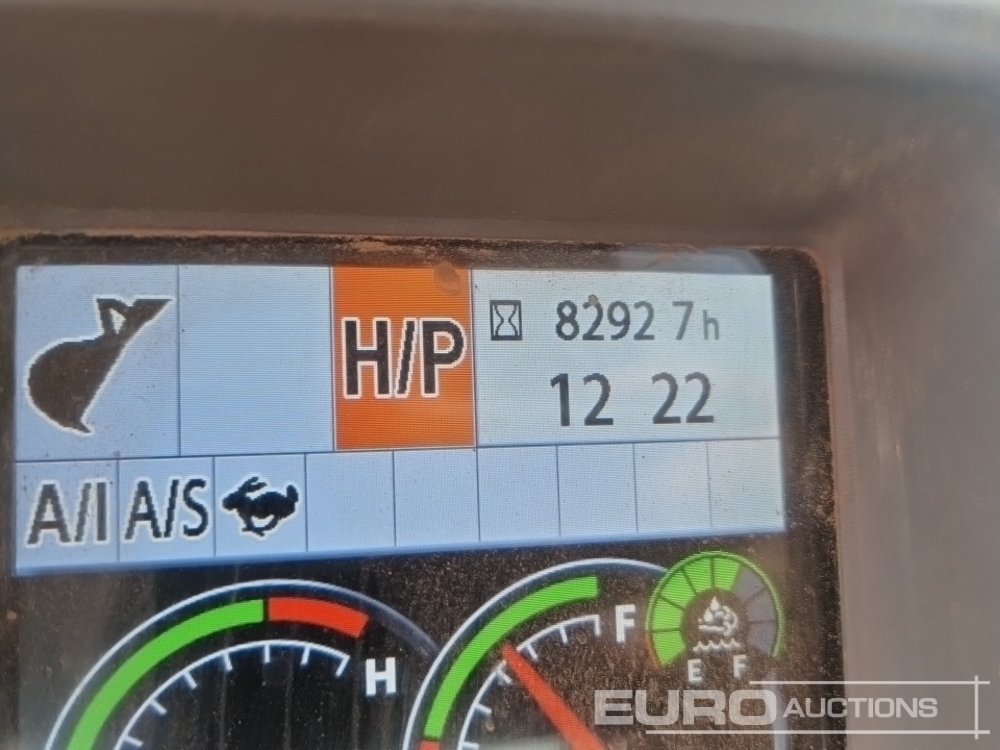 H/P
8292 7h
12 22
A/I A/S
H
F
E F
EURO AUCTIONS